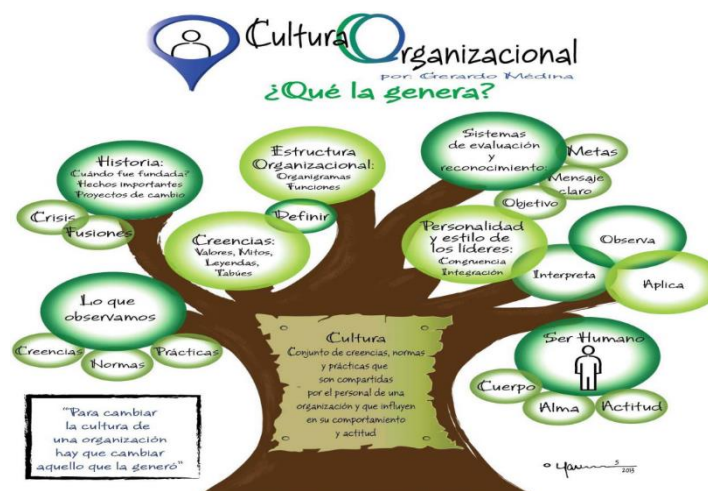 Cultura Organizacional
por: Gerardo Médina
¿Qué la genera?
Historia:
Cuándo fue fundada?
Hechos importantes
Proyectos de cambio
Crisis
Fusiones
Estructura
Organizacional:
Organigramas
Funciones
Definir
Creencias:
Valores, Mitos,
Leyendas,
Tabúes
Sistemas
de evaluación
y
reconocimiento:
Metas
Mensaje
claro
Objetivo
Personalidad
y estilo de
los líderes:
Congruencia
Integración
Observa
Interpreta
Aplica
Lo que
observamos
Creencias
Normas
Prácticas
Cultura
Conjunto de creencias, normas
y prácticas que
son compartidas
por el personal de una
organización y que influyen
en su comportamiento
y actitud
Ser Humano
Cuerpo
Alma
Actitud
"Para cambiar
la cultura de
una organización
hay que cambiar
aquello que la generó"
5
2013